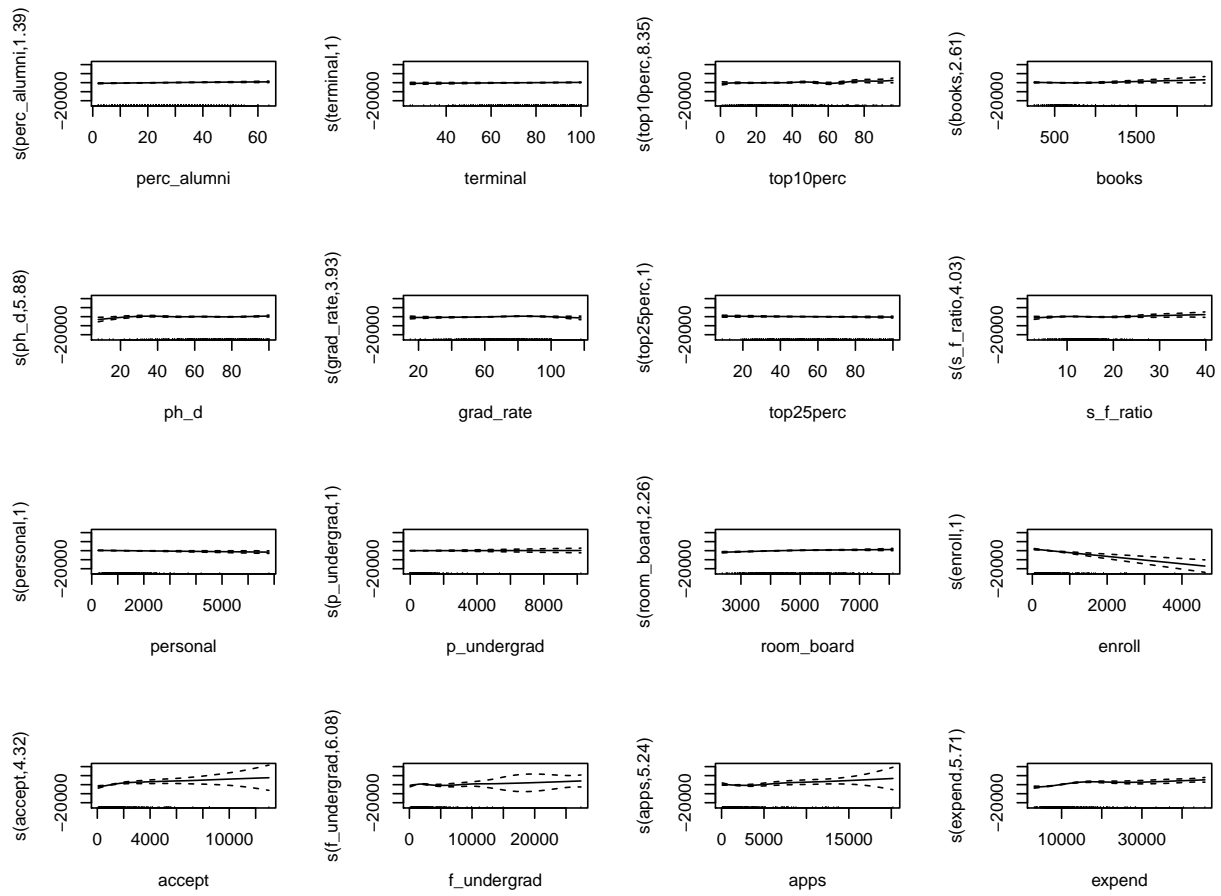 s(perc_alumni,1.39)
−20000
0 20 40 60
perc_alumni
s(terminal,1)
−20000
40 60 80 100
terminal
s(top10perc,8.35)
−20000
0 20 40 60 80
top10perc
s(books,2.61)
−20000
500 1500
books
s(ph_d,5.88)
−20000
20 40 60 80
ph_d
s(grad_rate,3.93)
−20000
20 60 100
grad_rate
s(top25perc,1)
−20000
20 40 60 80
top25perc
s(s_f_ratio,4.03)
−20000
10 20 30 40
s_f_ratio
s(personal,1)
−20000
0 2000 5000
personal
s(p_undergrad,1)
−20000
0 4000 8000
p_undergrad
s(room_board,2.26)
−20000
3000 5000 7000
room_board
s(enroll,1)
−20000
0 2000 4000
enroll
s(accept,4.32)
−20000
0 4000 10000
accept
s(f_undergrad,6.08)
−20000
0 10000 20000
f_undergrad
s(apps,5.24)
−20000
0 5000 15000
apps
s(expend,5.71)
−20000
10000 30000
expend